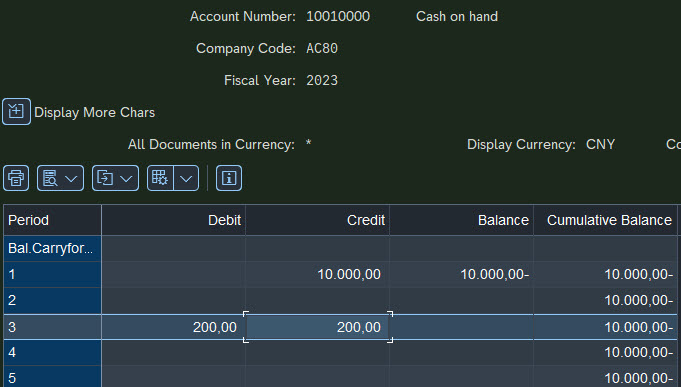 Account Number: 10010000 Cash on hand
Company Code: AC80
Fiscal Year: 2023
Display More Chars
All Documents in Currency: * Display Currency: CNY Co
Period Debit Credit Balance Cumulative Balance
Bal.Carryfor...
1 10.000,00 10.000,00- 10.000,00-
2 10.000,00-
3 200,00 200,00 10.000,00-
4 10.000,00-
5 10.000,00-